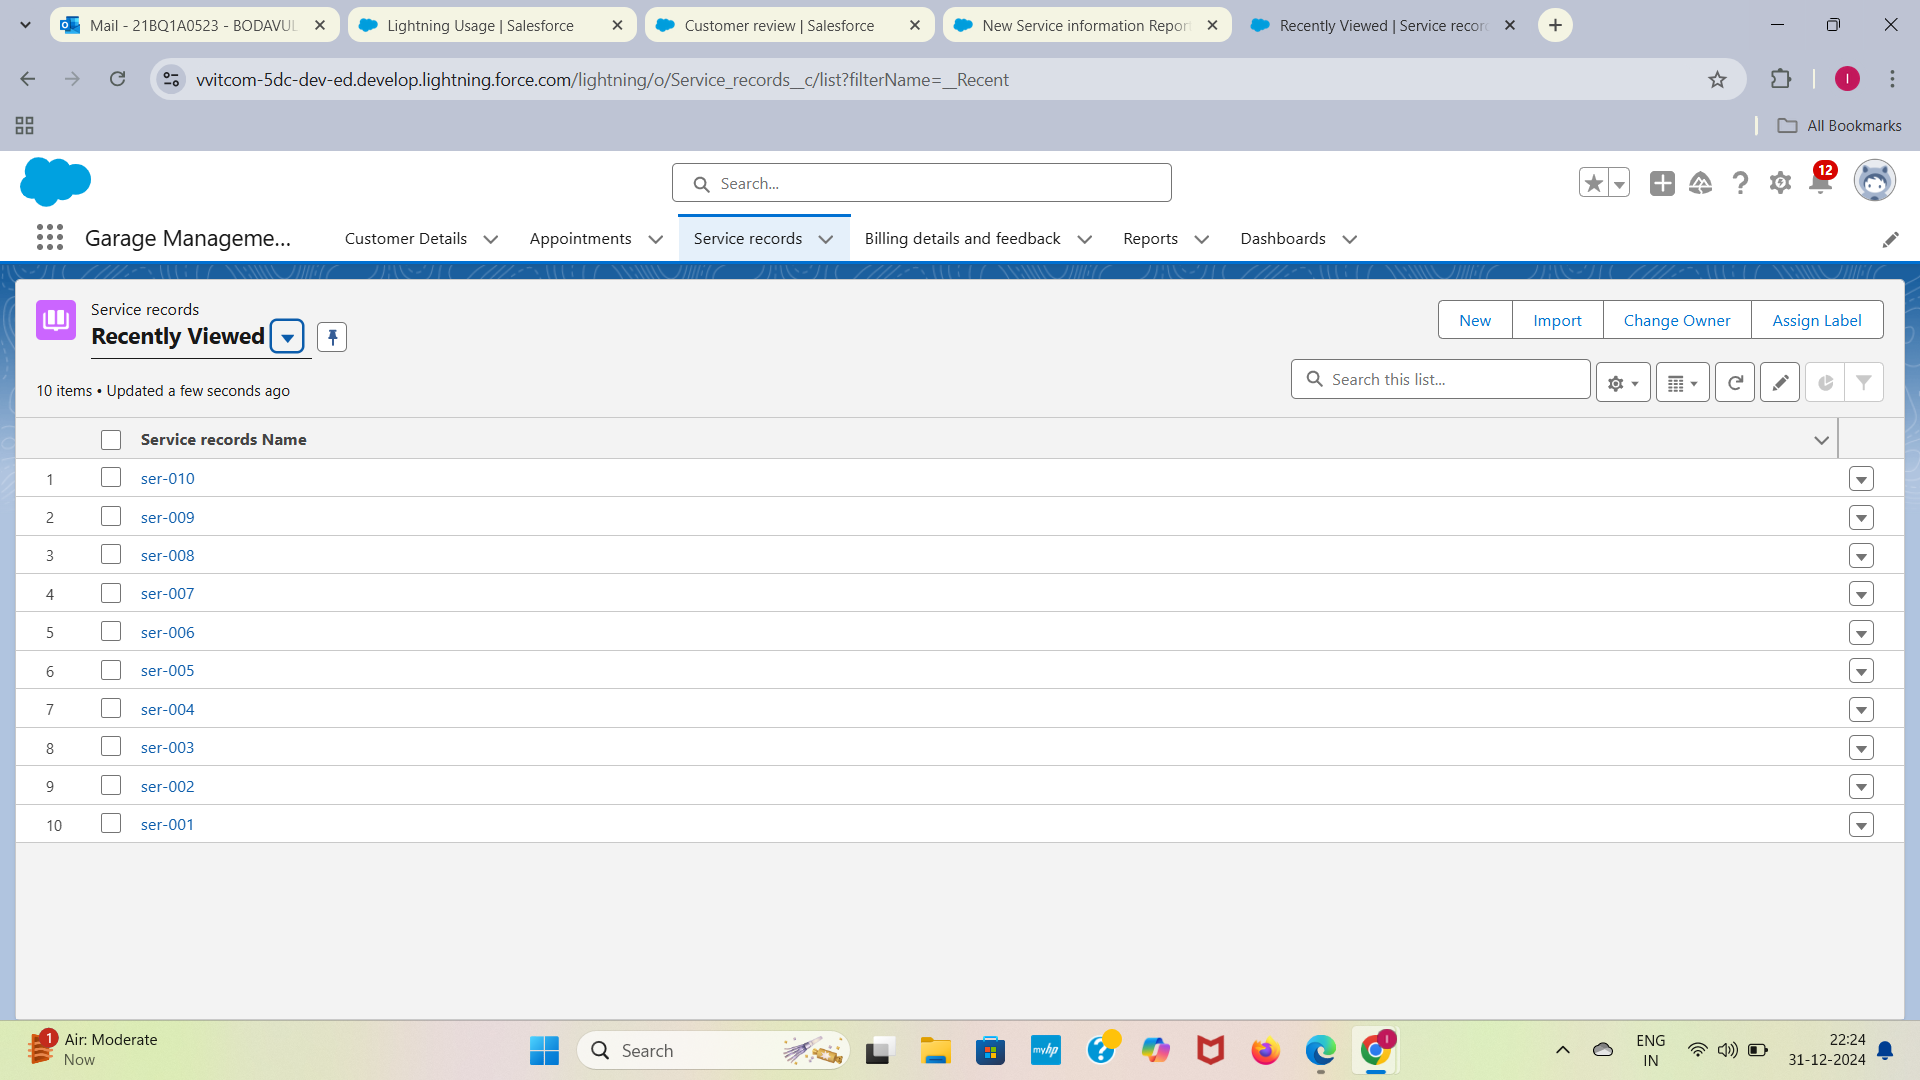 Mail - 21BQ1A0523 - BODAVUL
Lightning Usage | Salesforce
Customer review | Salesforce
New Service information Report
Recently Viewed | Service record
vvitcom-5dc-dev-ed.develop.lightning.force.com/lightning/o/Service_records__c/list?filterName=__Recent
I
All Bookmarks
Search...
12
Garage Manageme...
Customer Details
Appointments
Service records
Billing details and feedback
Reports
Dashboards
Service records
Recently Viewed
New
Import
Change Owner
Assign Label
10 items • Updated a few seconds ago
Search this list...
Service records Name
1 ser-010
2 ser-009
3 ser-008
4 ser-007
5 ser-006
6 ser-005
7 ser-004
8 ser-003
9 ser-002
10 ser-001
1
Air: Moderate
Now
Search
myhp
I
ENG
IN
22:24
31-12-2024